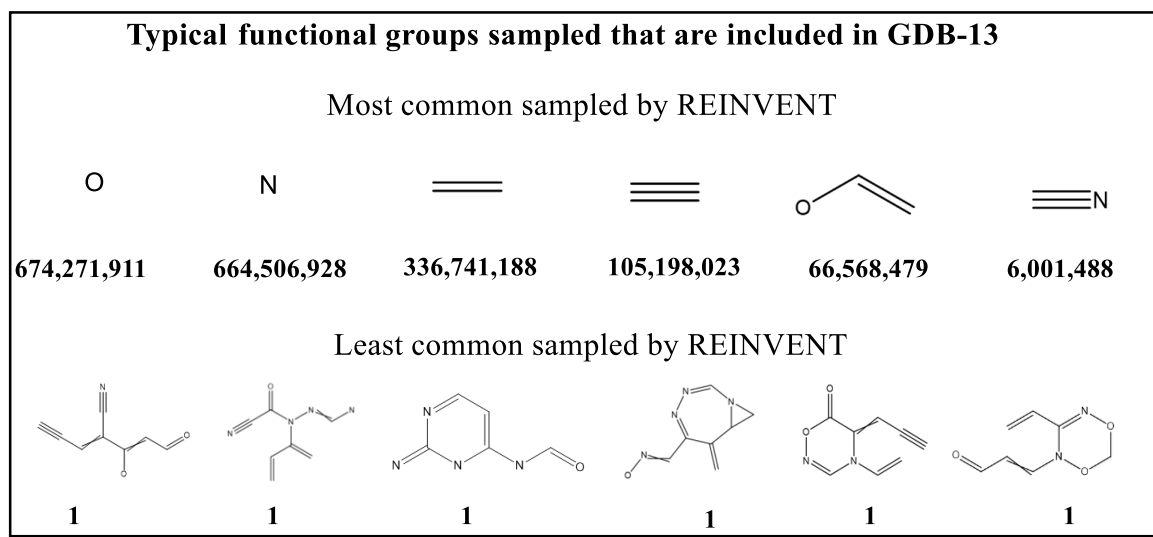 Typical functional groups sampled that are included in GDB-13
Most common sampled by REINVENT
O N O N
674,271,911 664,506,928 336,741,188 105,198,023 66,568,479 6,001,488
Least common sampled by REINVENT
N O N N O O
N N N N O
N N O N O N N O
N N N O N N O
O N N O
1 1 1 1 1 1